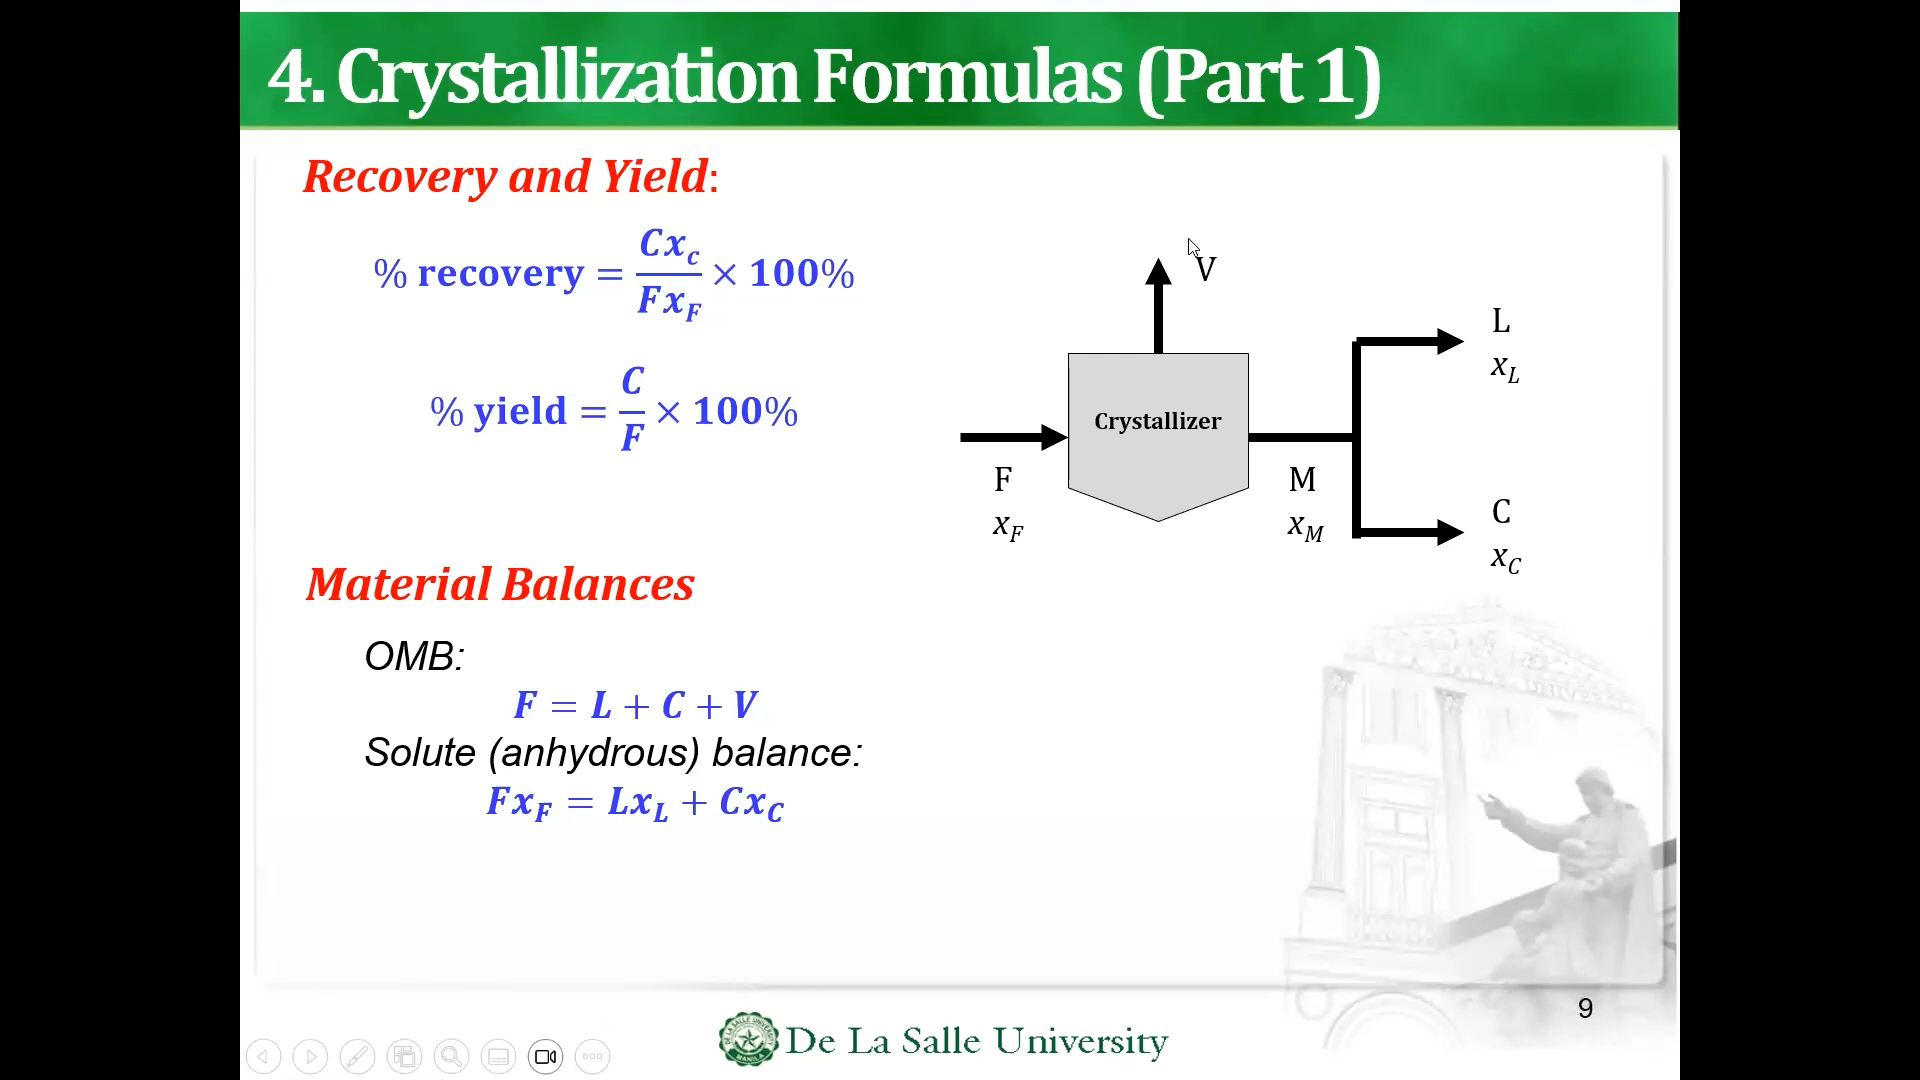 4. Crystallization Formulas (Part 1)
Recovery and Yield:
% recovery = Cx_c / Fx_F × 100%
% yield = C / F × 100%
Material Balances
OMB:
F = L + C + V
Solute (anhydrous) balance:
Fx_F = Lx_L + Cx_C
V
L
x_L
Crystallizer
F
x_F
M
x_M
C
x_C
9
De La Salle University